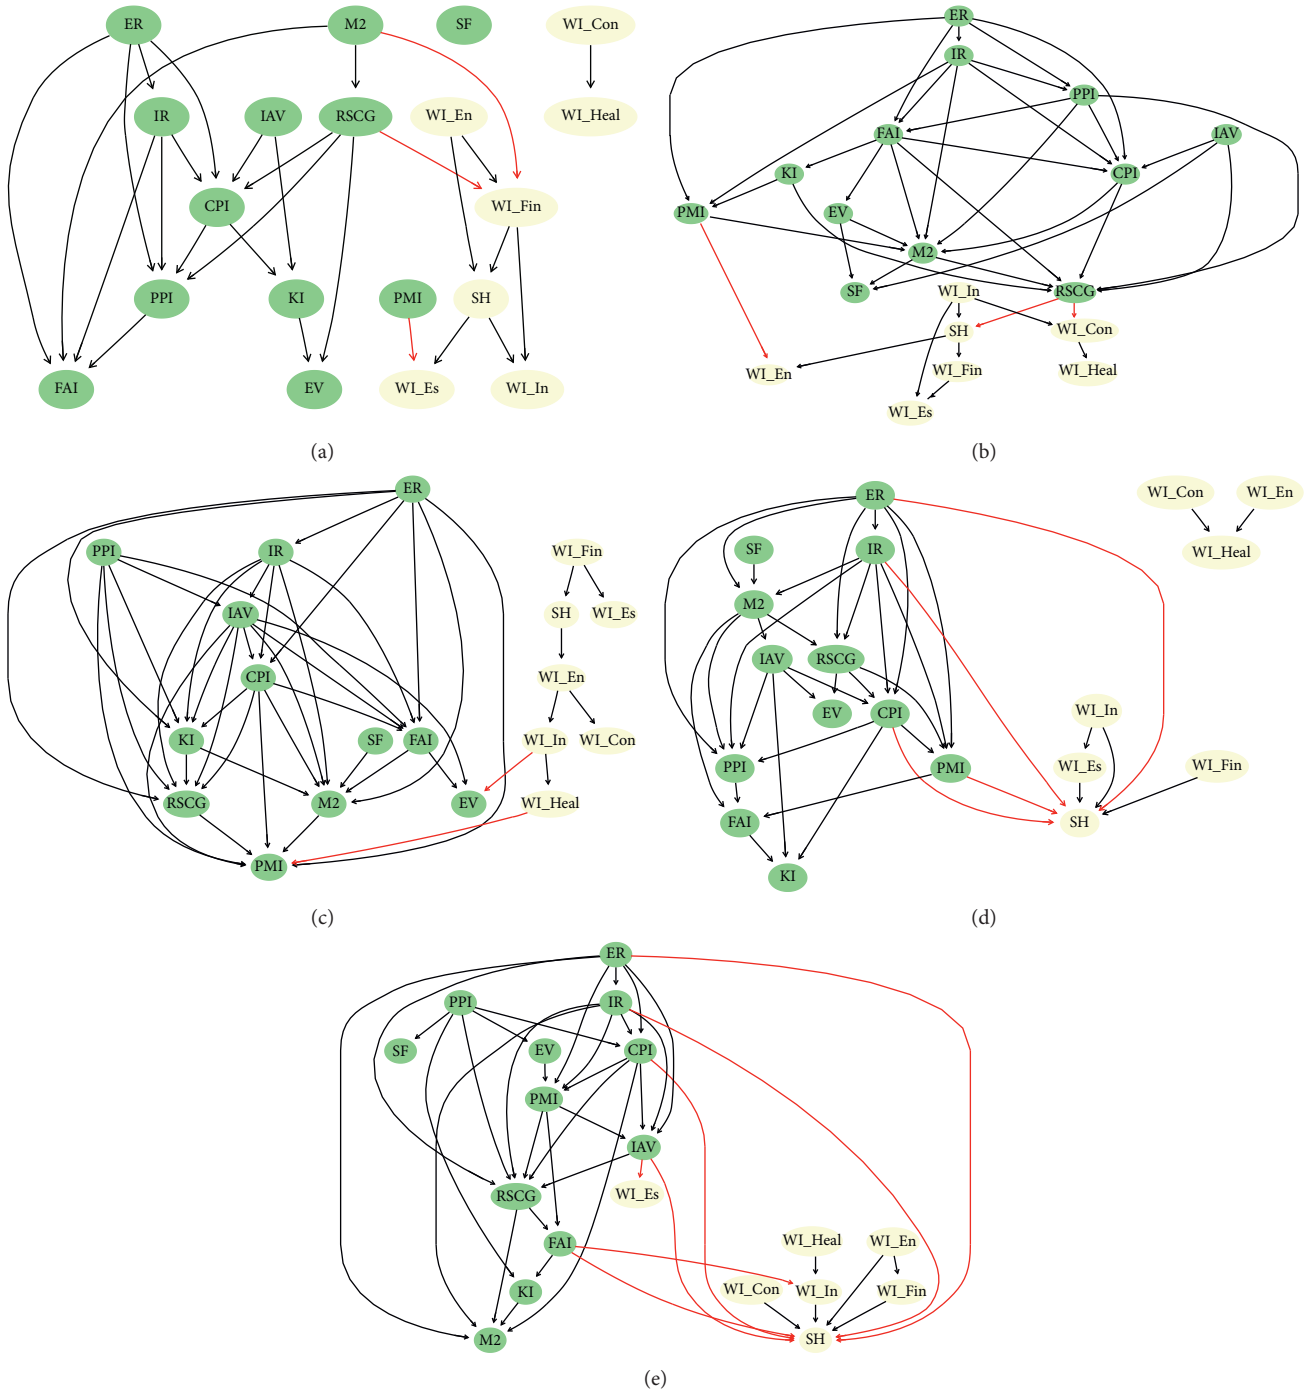 ER M2 SF WI_Con
IR IAV RSCG WI_En WI_Heal
CPI WI_Fin
PPI KI PMI SH
FAI EV WI_Es WI_In
(a)
ER
IR
PPI
FAI IAV
KI CPI
PMI EV
M2
SF WI_In RSCG
SH WI_Con
WI_En WI_Fin WI_Heal
WI_Es
(b)
ER
PPI IR WI_Fin
IAV SH WI_Es
CPI WI_En
KI SF FAI WI_In WI_Con
RSCG M2 EV WI_Heal
PMI
(c)
ER WI_Con WI_En
SF IR WI_Heal
M2
IAV RSCG
EV CPI WI_In
PPI PMI WI_Es WI_Fin
FAI SH
KI
(d)
ER
PPI IR
SF EV CPI
PMI
IAV
RSCG WI_Es
FAI WI_Heal WI_En
KI WI_Con WI_In WI_Fin
M2 SH
(e)